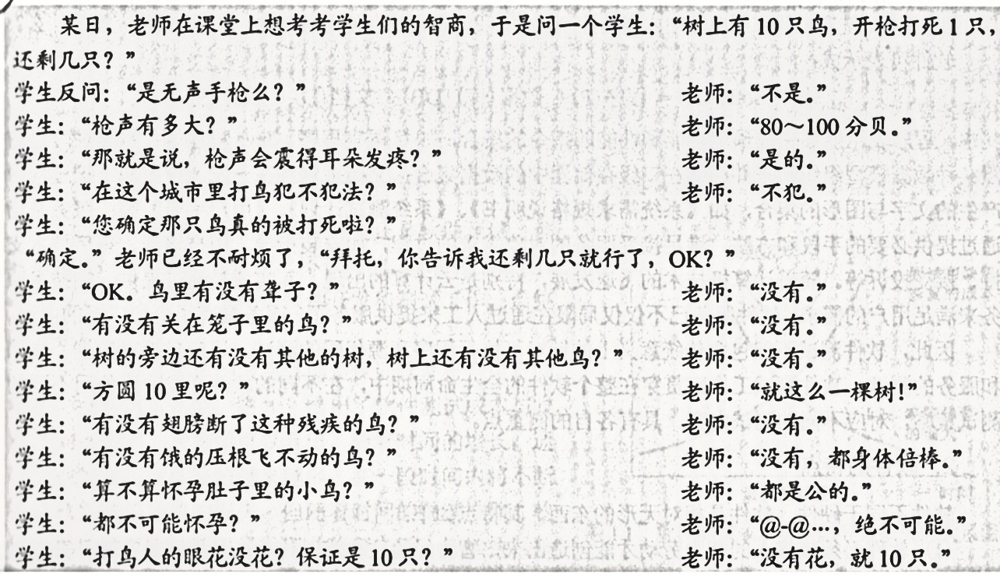 某日，老师在课堂上想考考学生们的智商，于是问一个学生：“树上有 10 只鸟，开枪打死 1 只，
还剩几只？”
学生反问：“是无声手枪么？” 老师：“不是。”
学生：“枪声有多大？” 老师：“80～100 分贝。”
学生：“那就是说，枪声会震得耳朵发疼？” 老师：“是的。”
学生：“在这个城市里打鸟犯不犯法？” 老师：“不犯。”
学生：“您确定那只鸟真的被打死啦？”
“确定。”老师已经不耐烦了，“拜托，你告诉我还剩几只就行了，OK？”
学生：“OK。鸟里有没有聋子？” 老师：“没有。”
学生：“有没有关在笼子里的鸟？” 老师：“没有。”
学生：“树的旁边还有没有其他的树，树上还有没有其他鸟？” 老师：“没有。”
学生：“方圆 10 里呢？” 老师：“就这么一棵树！”
学生：“有没有翅膀断了这种残疾的鸟？” 老师：“没有。”
学生：“有没有饿的压根飞不动的鸟？” 老师：“没有，都身体倍棒。”
学生：“算不算怀孕肚子里的小鸟？” 老师：“都是公的。”
学生：“都不可能怀孕？” 老师：“@-@…，绝不可能。”
学生：“打鸟人的眼花没花？保证是 10 只？” 老师：“没有花，就 10 只。”